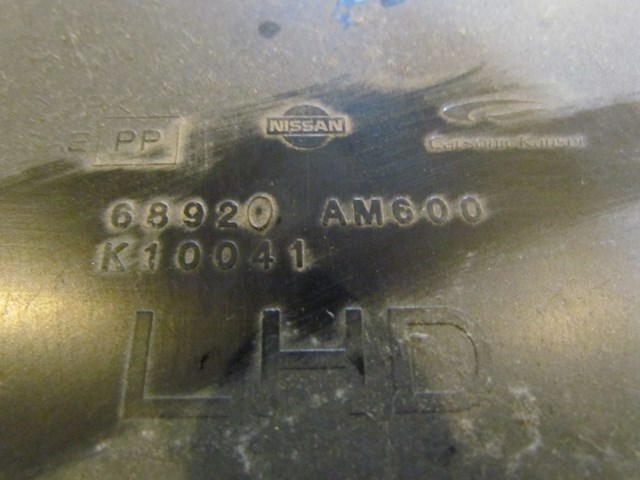 PP
NISSAN
Calsonic Kansei
68920 AM600
K10041
LHD